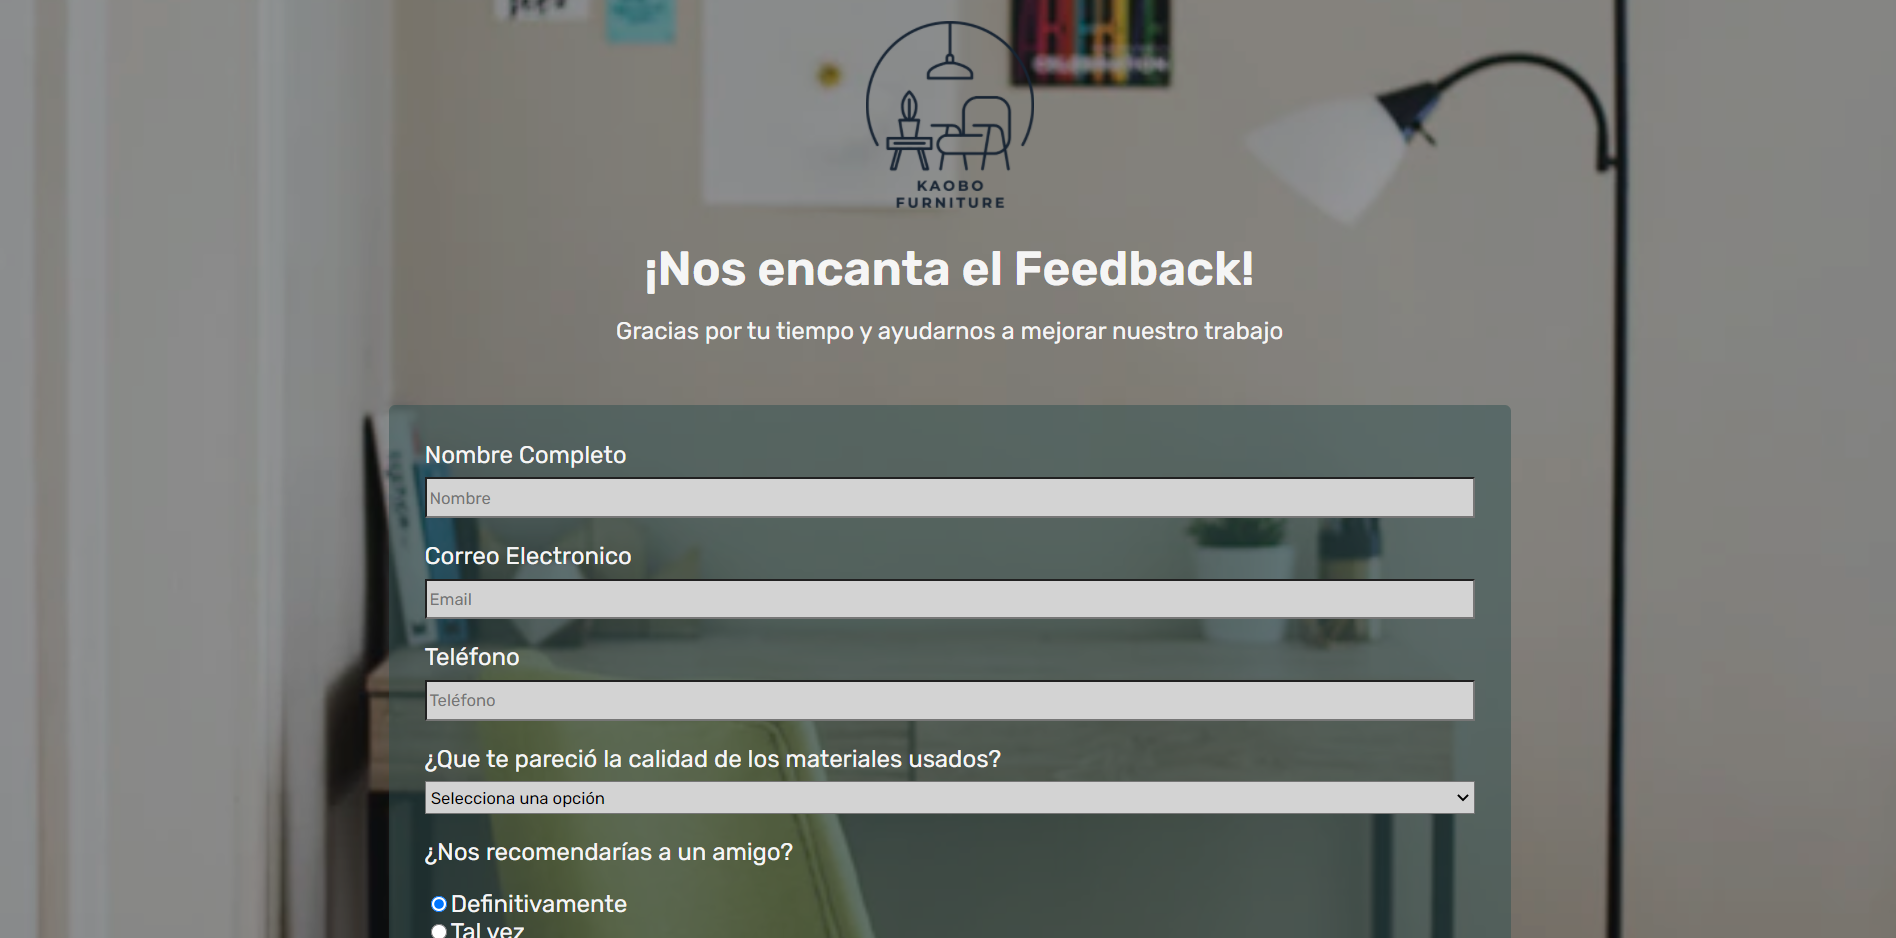 KAOBO
FURNITURE
¡Nos encanta el Feedback!
Gracias por tu tiempo y ayudarnos a mejorar nuestro trabajo
Nombre Completo
Nombre
Correo Electronico
Email
Teléfono
Teléfono
¿Que te pareció la calidad de los materiales usados?
Selecciona una opción
¿Nos recomendarías a un amigo?
Definitivamente
Tal vez